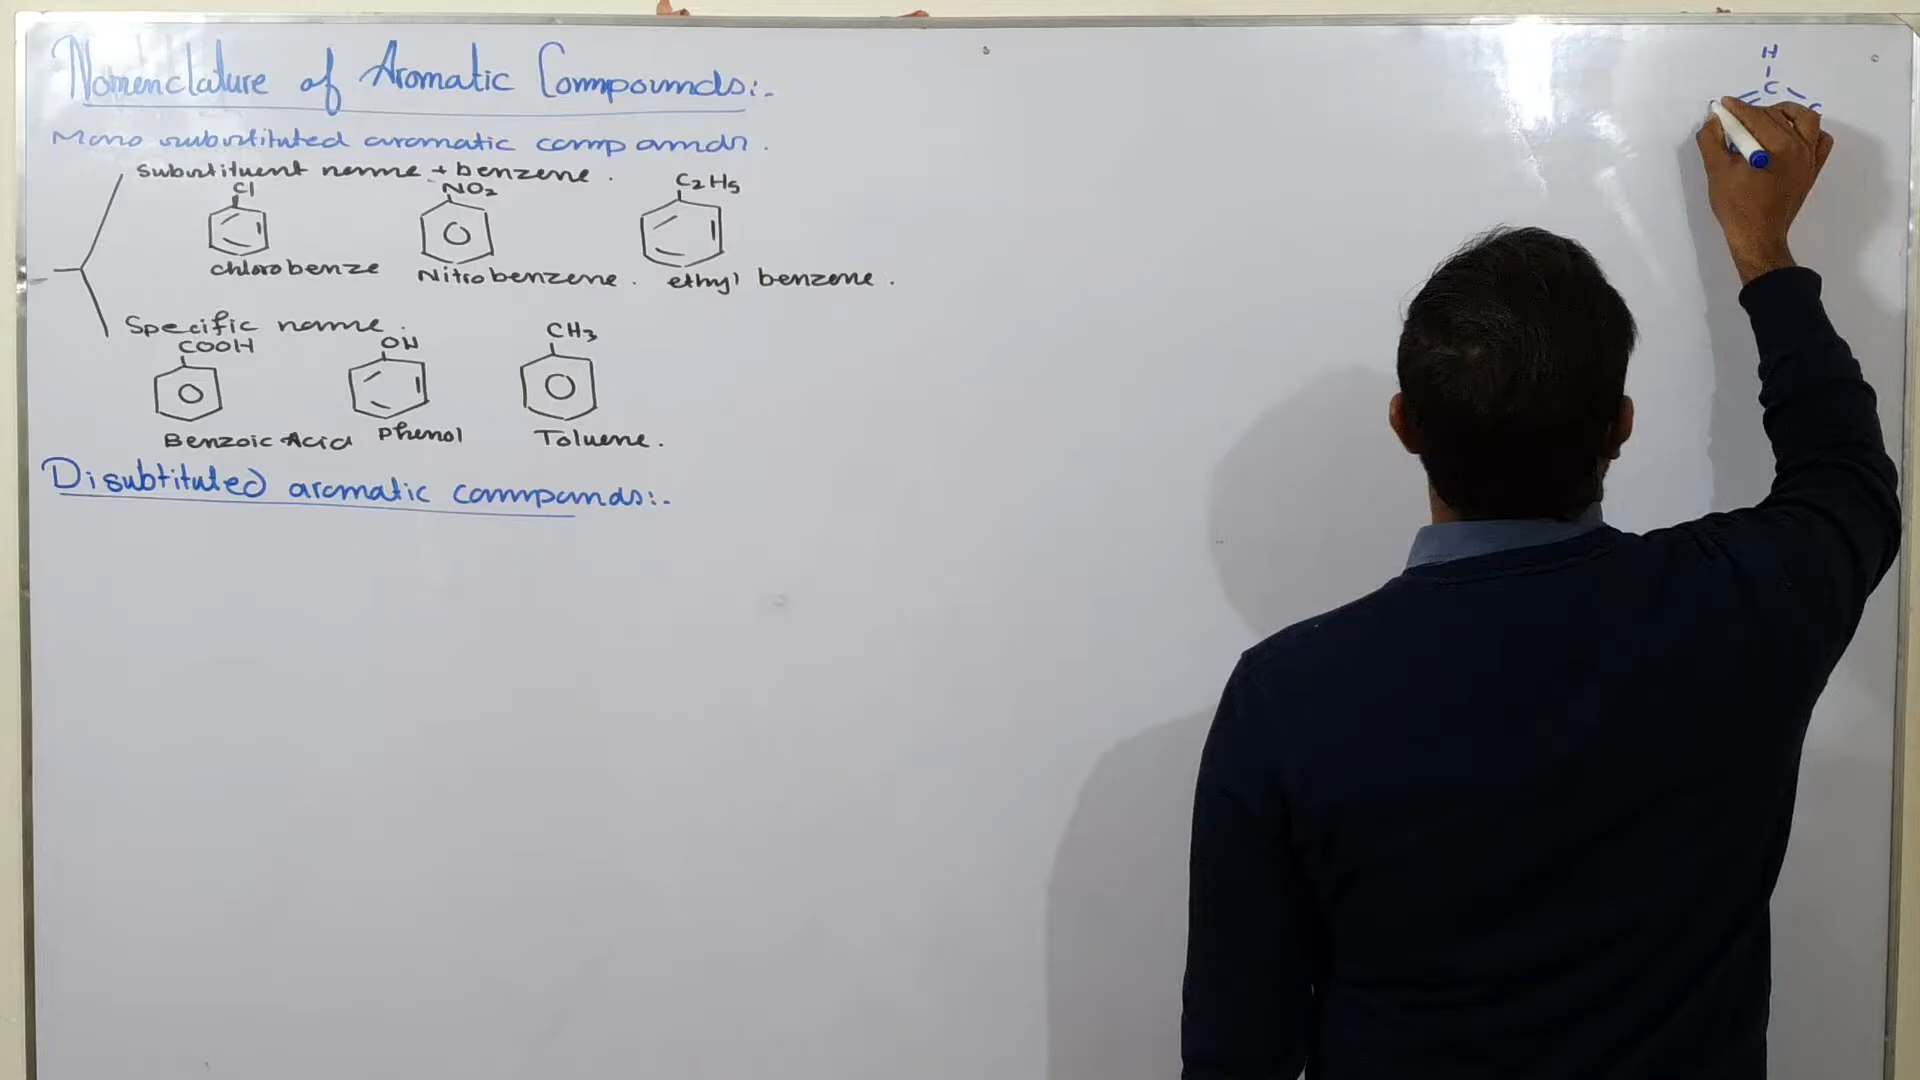 Nomenclature of Aromatic Compounds:-
Mono substituted aromatic compounds.
Substituent name + benzene.
Cl NO2 C2H5
chlorobenze Nitrobenzene. ethyl benzene.
Specific name.
COOH OH CH3
Benzoic Acid Phenol Toluene.
Disubtituted aromatic compounds:-
H
C
C